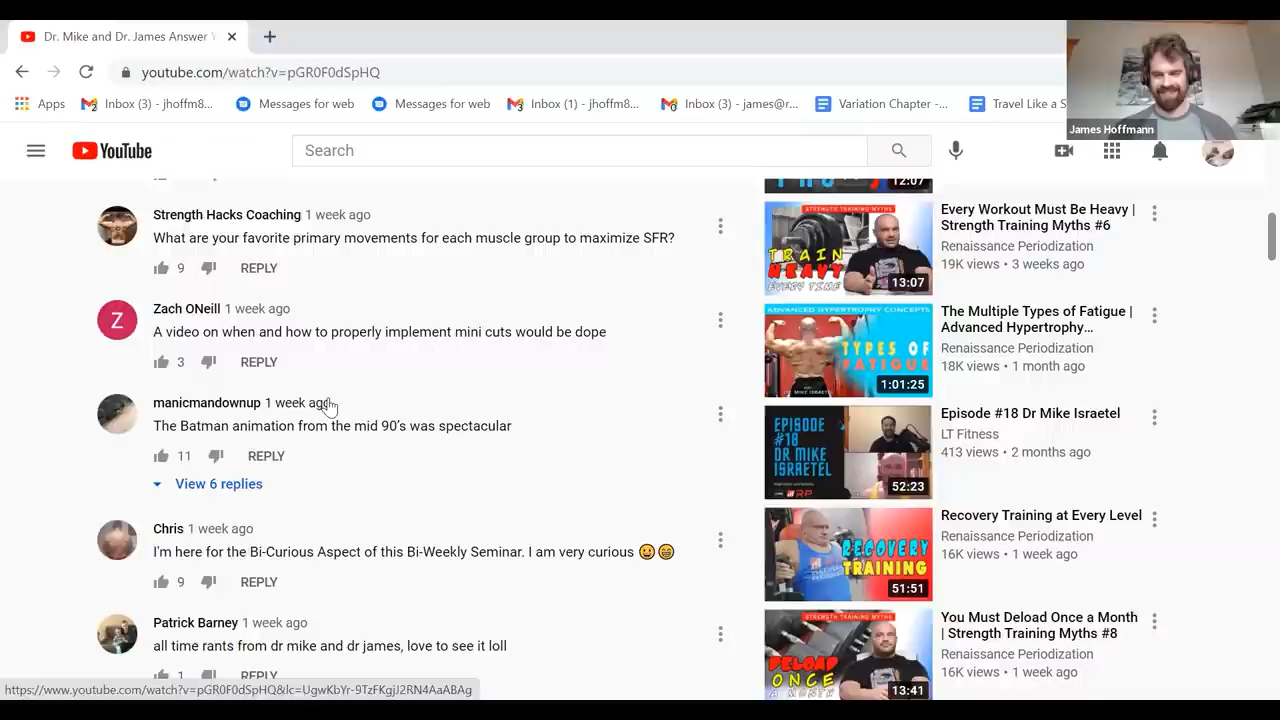 Dr. Mike and Dr. James Answer Y
youtube.com/watch?v=pGR0F0dSpHQ
Apps
Inbox (3) - jhoffm8...
Messages for web
Messages for web
Inbox (1) - jhoffm8...
Inbox (3) - james@r...
Variation Chapter -...
Travel Like a S
James Hoffmann
YouTube
Search
Strength Hacks Coaching 1 week ago
What are your favorite primary movements for each muscle group to maximize SFR?
9 REPLY
Zach ONeill 1 week ago
A video on when and how to properly implement mini cuts would be dope
3 REPLY
manicmandownup 1 week ago
The Batman animation from the mid 90's was spectacular
11 REPLY
View 6 replies
Chris 1 week ago
I'm here for the Bi-Curious Aspect of this Bi-Weekly Seminar. I am very curious 😀😁
9 REPLY
Patrick Barney 1 week ago
all time rants from dr mike and dr james, love to see it loll
1 REPLY
https://www.youtube.com/watch?v=pGR0F0dSpHQ&lc=UgwKbYr-9TzFKgjJ2RN4AaABAg
12:07
STRENGTH TRAINING MYTHS
TRAIN
HEAVY
EVERY TIME
13:07
Every Workout Must Be Heavy |
Strength Training Myths #6
Renaissance Periodization
19K views • 3 weeks ago
ADVANCED HYPERTROPHY CONCEPTS
TYPES OF
FATIGUE
1:01:25
The Multiple Types of Fatigue |
Advanced Hypertrophy...
Renaissance Periodization
18K views • 1 month ago
EPISODE
#18
DR MIKE
ISRAETEL
RP
52:23
Episode #18 Dr Mike Israetel
LT Fitness
413 views • 2 months ago
RECOVERY
TRAINING
51:51
Recovery Training at Every Level
Renaissance Periodization
16K views • 1 week ago
STRENGTH TRAINING MYTHS
DELOAD
ONCE
A MONTH
13:41
You Must Deload Once a Month
| Strength Training Myths #8
Renaissance Periodization
16K views • 1 week ago